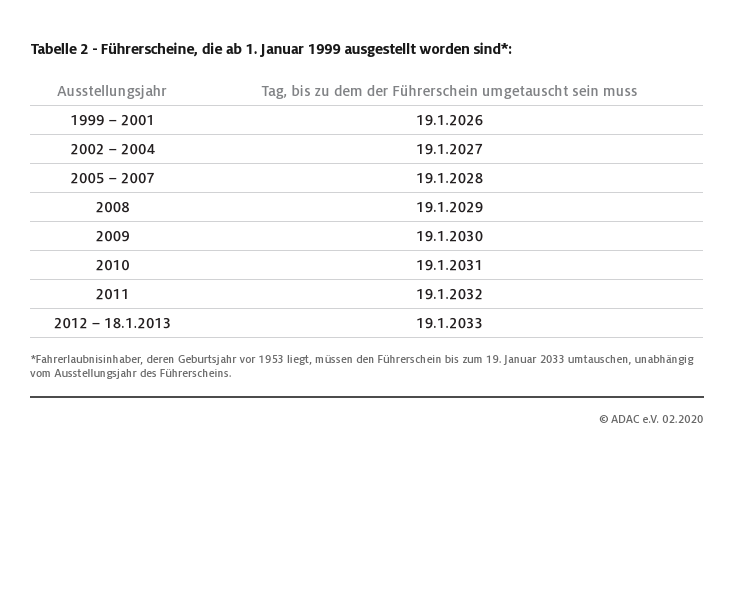 Tabelle 2 - Führerscheine, die ab 1. Januar 1999 ausgestellt worden sind*:
Ausstellungsjahr Tag, bis zu dem der Führerschein umgetauscht sein muss
1999 – 2001 19.1.2026
2002 – 2004 19.1.2027
2005 – 2007 19.1.2028
2008 19.1.2029
2009 19.1.2030
2010 19.1.2031
2011 19.1.2032
2012 – 18.1.2013 19.1.2033
*Fahrerlaubnisinhaber, deren Geburtsjahr vor 1953 liegt, müssen den Führerschein bis zum 19. Januar 2033 umtauschen, unabhängig
vom Ausstellungsjahr des Führerscheins.
© ADAC e.V. 02.2020